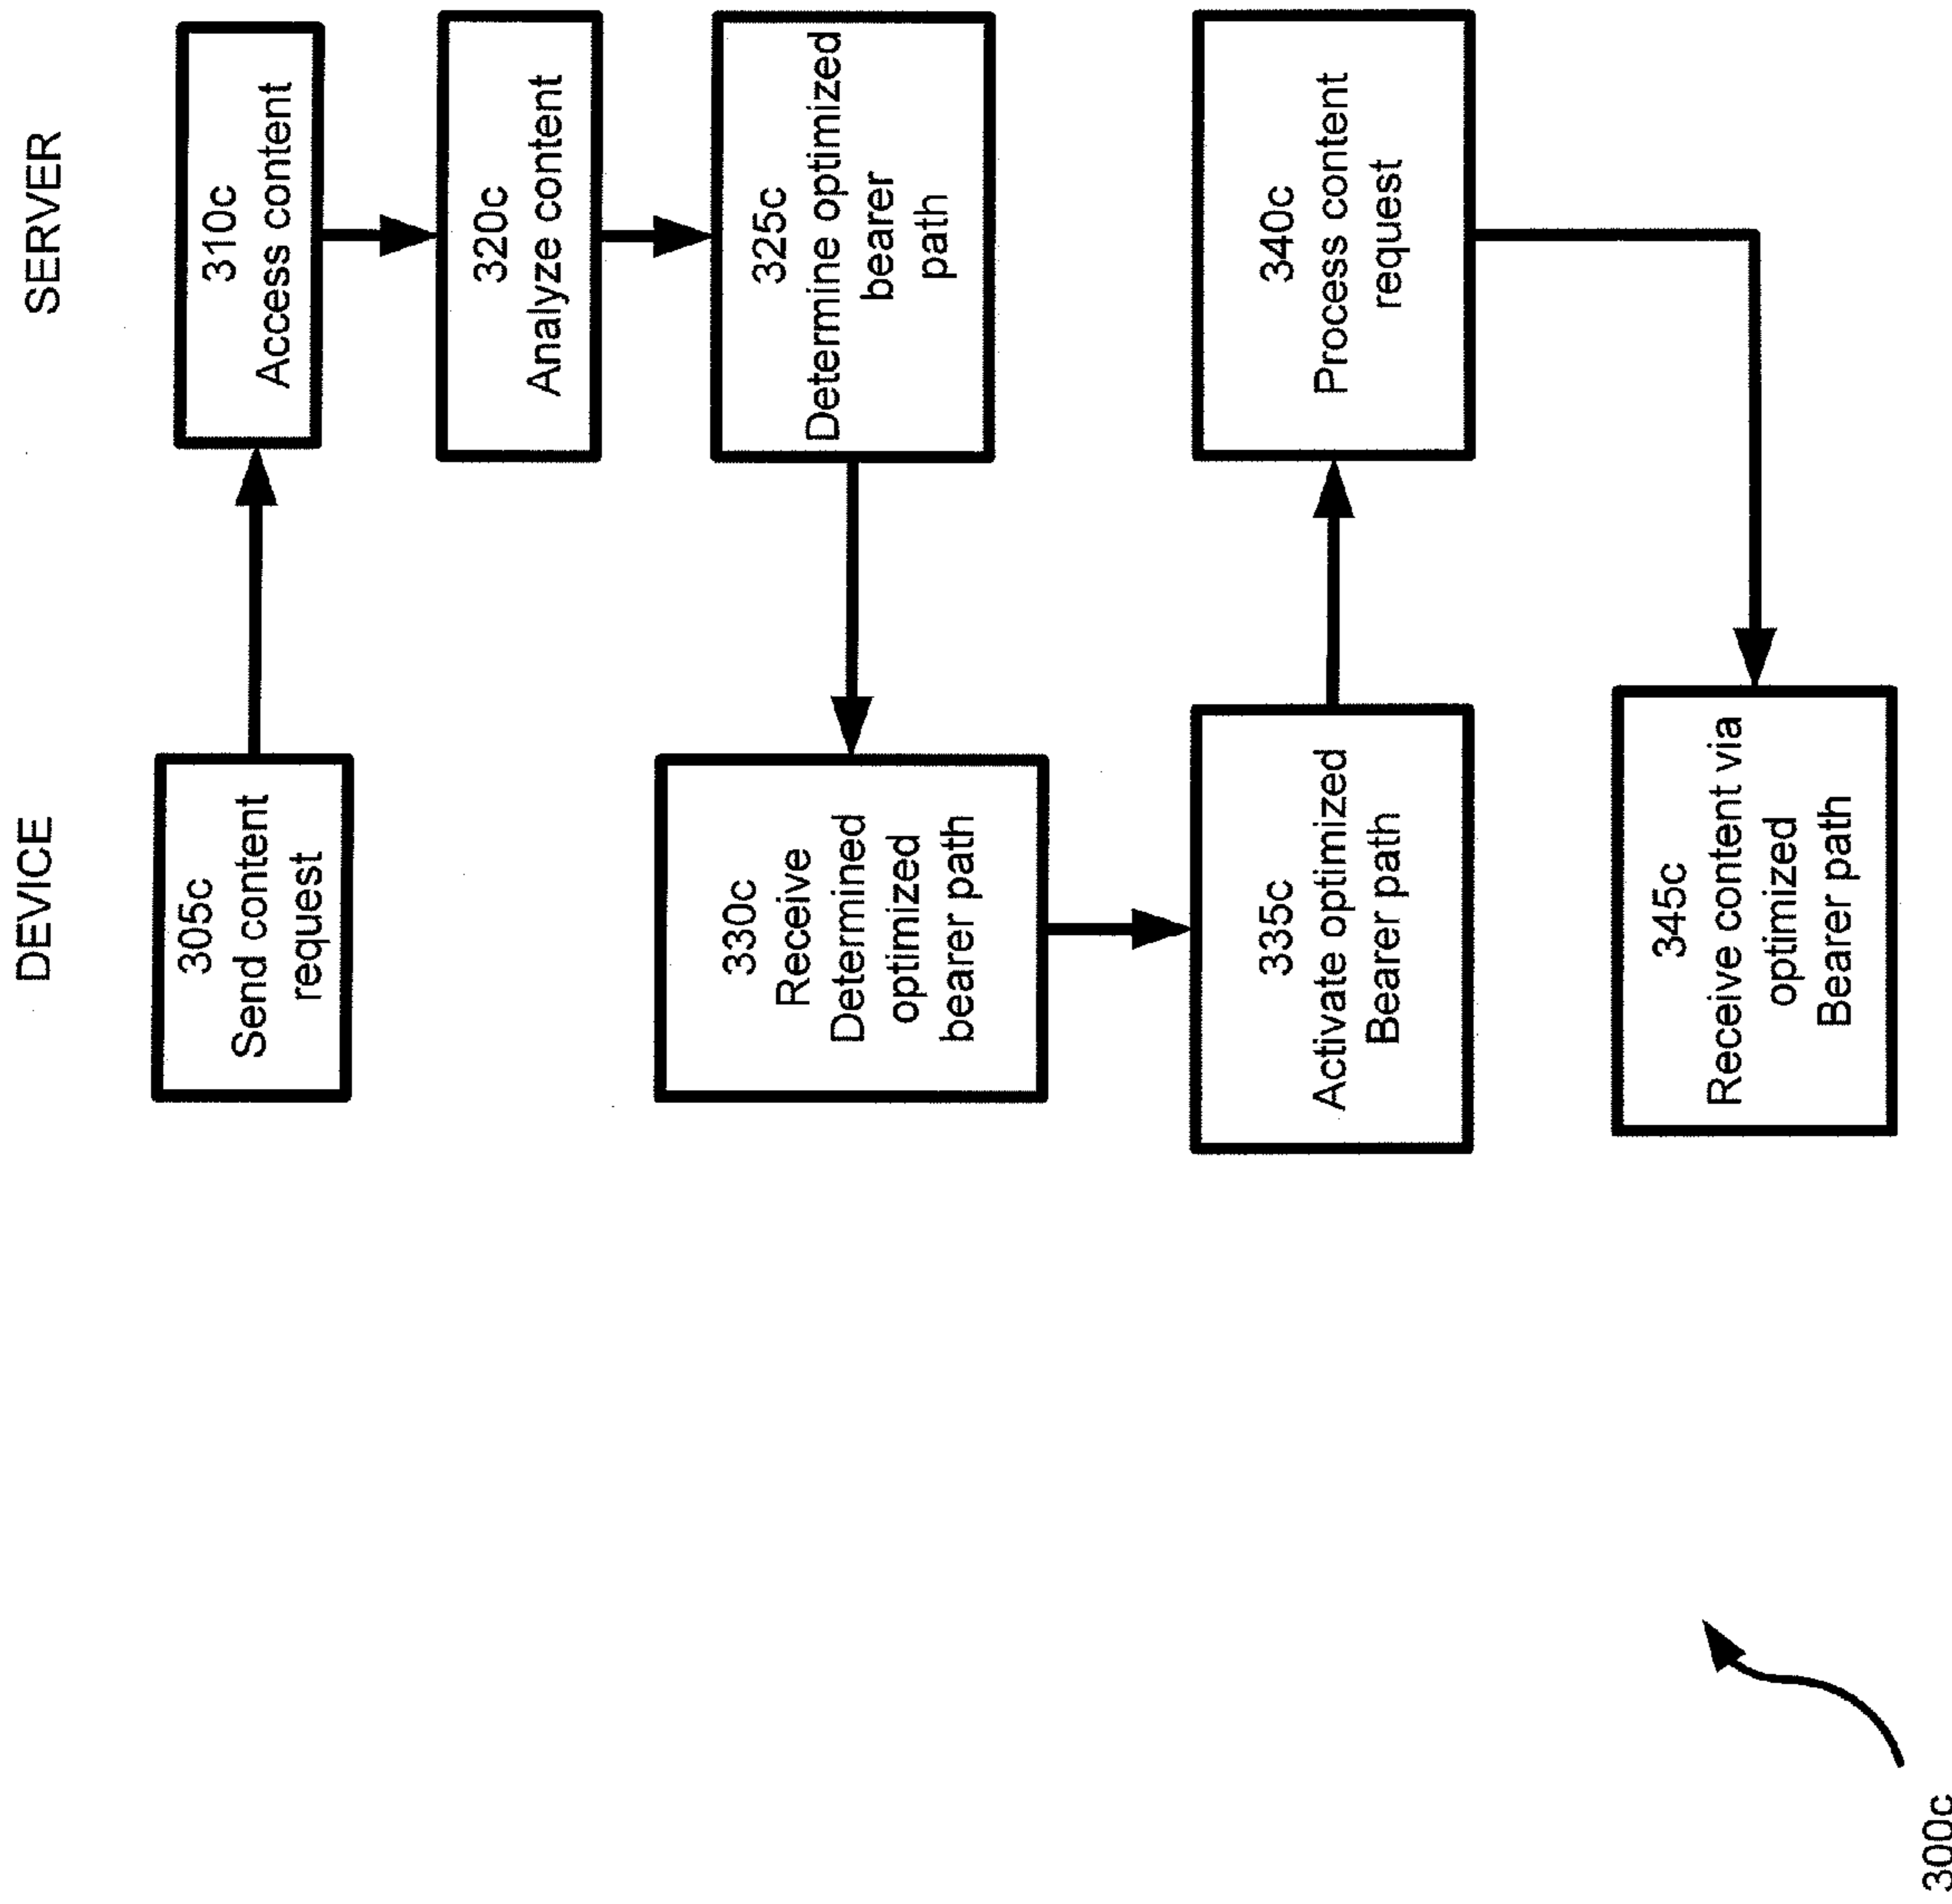 DEVICE
SERVER
305c
Send content
request
310c
Access content
320c
Analyze content
325c
Determine optimized
bearer
path
330c
Receive
Determined
optimized
bearer path
335c
Activate optimized
Bearer path
340c
Process content
request
345c
Receive content via
optimized
Bearer path
300c